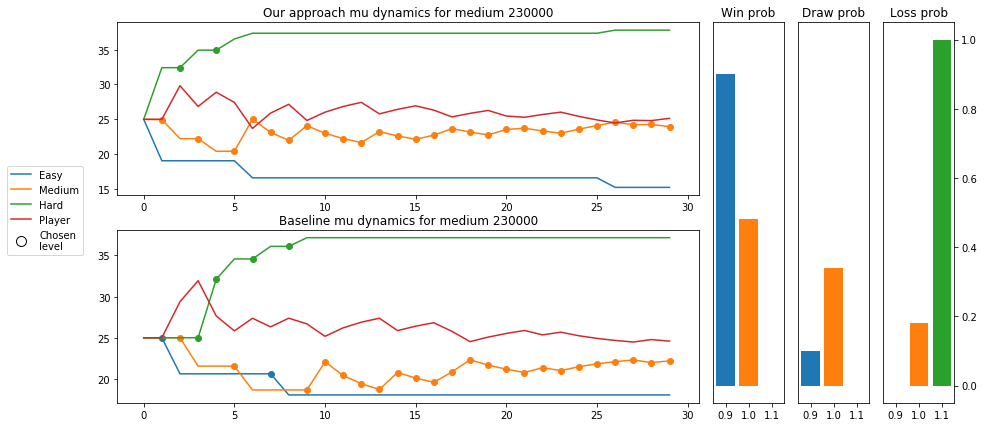 Our approach mu dynamics for medium 230000
35
30
25
20
15
0 5 10 15 20 25 30
Easy
Medium
Hard
Player
Chosen
level
Baseline mu dynamics for medium 230000
35
30
25
20
0 5 10 15 20 25 30
Win prob
0.9 1.0 1.1
Draw prob
0.9 1.0 1.1
Loss prob
1.0
0.8
0.6
0.4
0.2
0.0
0.9 1.0 1.1